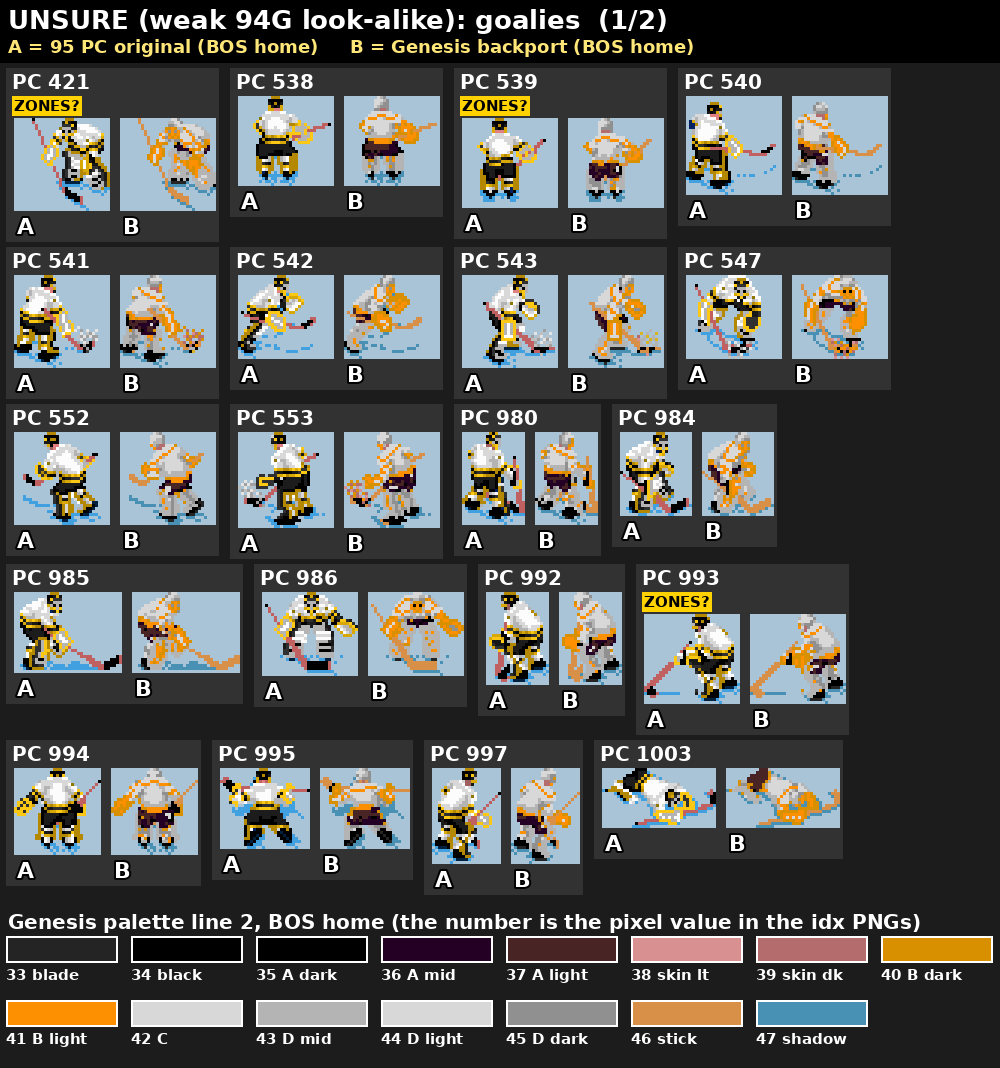 UNSURE (weak 94G look-alike): goalies (1/2)
A = 95 PC original (BOS home) B = Genesis backport (BOS home)
PC 421 PC 538 PC 539 PC 540
ZONES? ZONES?
A B A B A B A B
PC 541 PC 542 PC 543 PC 547
A B A B A B A B
PC 552 PC 553 PC 980 PC 984
A B A B A B A B
PC 985 PC 986 PC 992 PC 993
ZONES?
A B A B A B A B
PC 994 PC 995 PC 997 PC 1003
A B A B A B A B
Genesis palette line 2, BOS home (the number is the pixel value in the idx PNGs)
33 blade 34 black 35 A dark 36 A mid 37 A light 38 skin lt 39 skin dk 40 B dark
41 B light 42 C 43 D mid 44 D light 45 D dark 46 stick 47 shadow